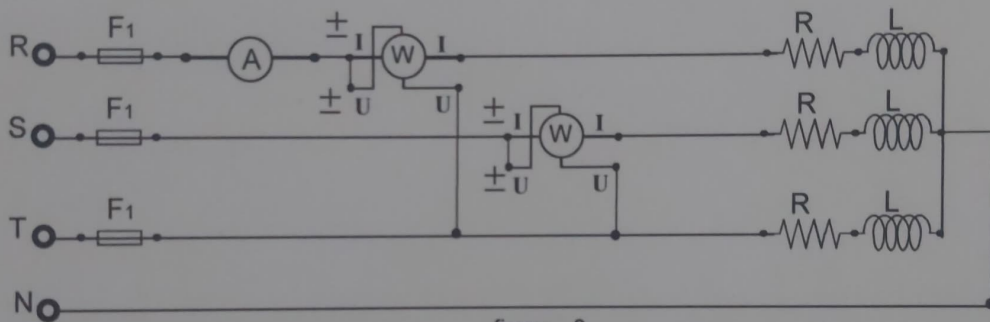 F1 ± I W I R L
R A
± U U
F1 ± I W I R L
S
± U U
F1 R L
T
N